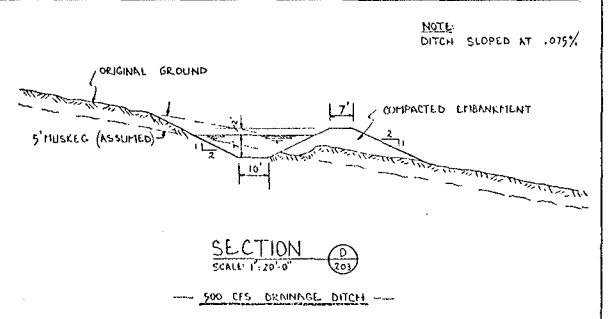 NOTE:
DITCH SLOPED AT .075%
ORIGINAL GROUND
7'
COMPACTED EMBANKMENT
5' MUSKEG (ASSUMED)
1
2
2
1
10'
SECTION
D
203
SCALE: 1":20'-0"
— 500 CFS DRAINAGE DITCH —